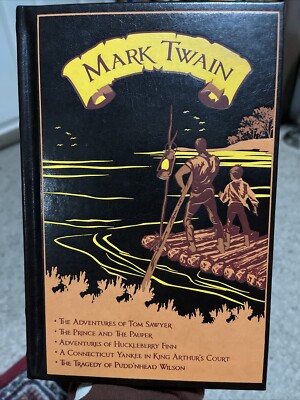 MARK TWAIN
• THE ADVENTURES OF TOM SAWYER
• THE PRINCE AND THE PAUPER
• ADVENTURES OF HUCKLEBERRY FINN
• A CONNECTICUT YANKEE IN KING ARTHUR'S COURT
• THE TRAGEDY OF PUDD'NHEAD WILSON